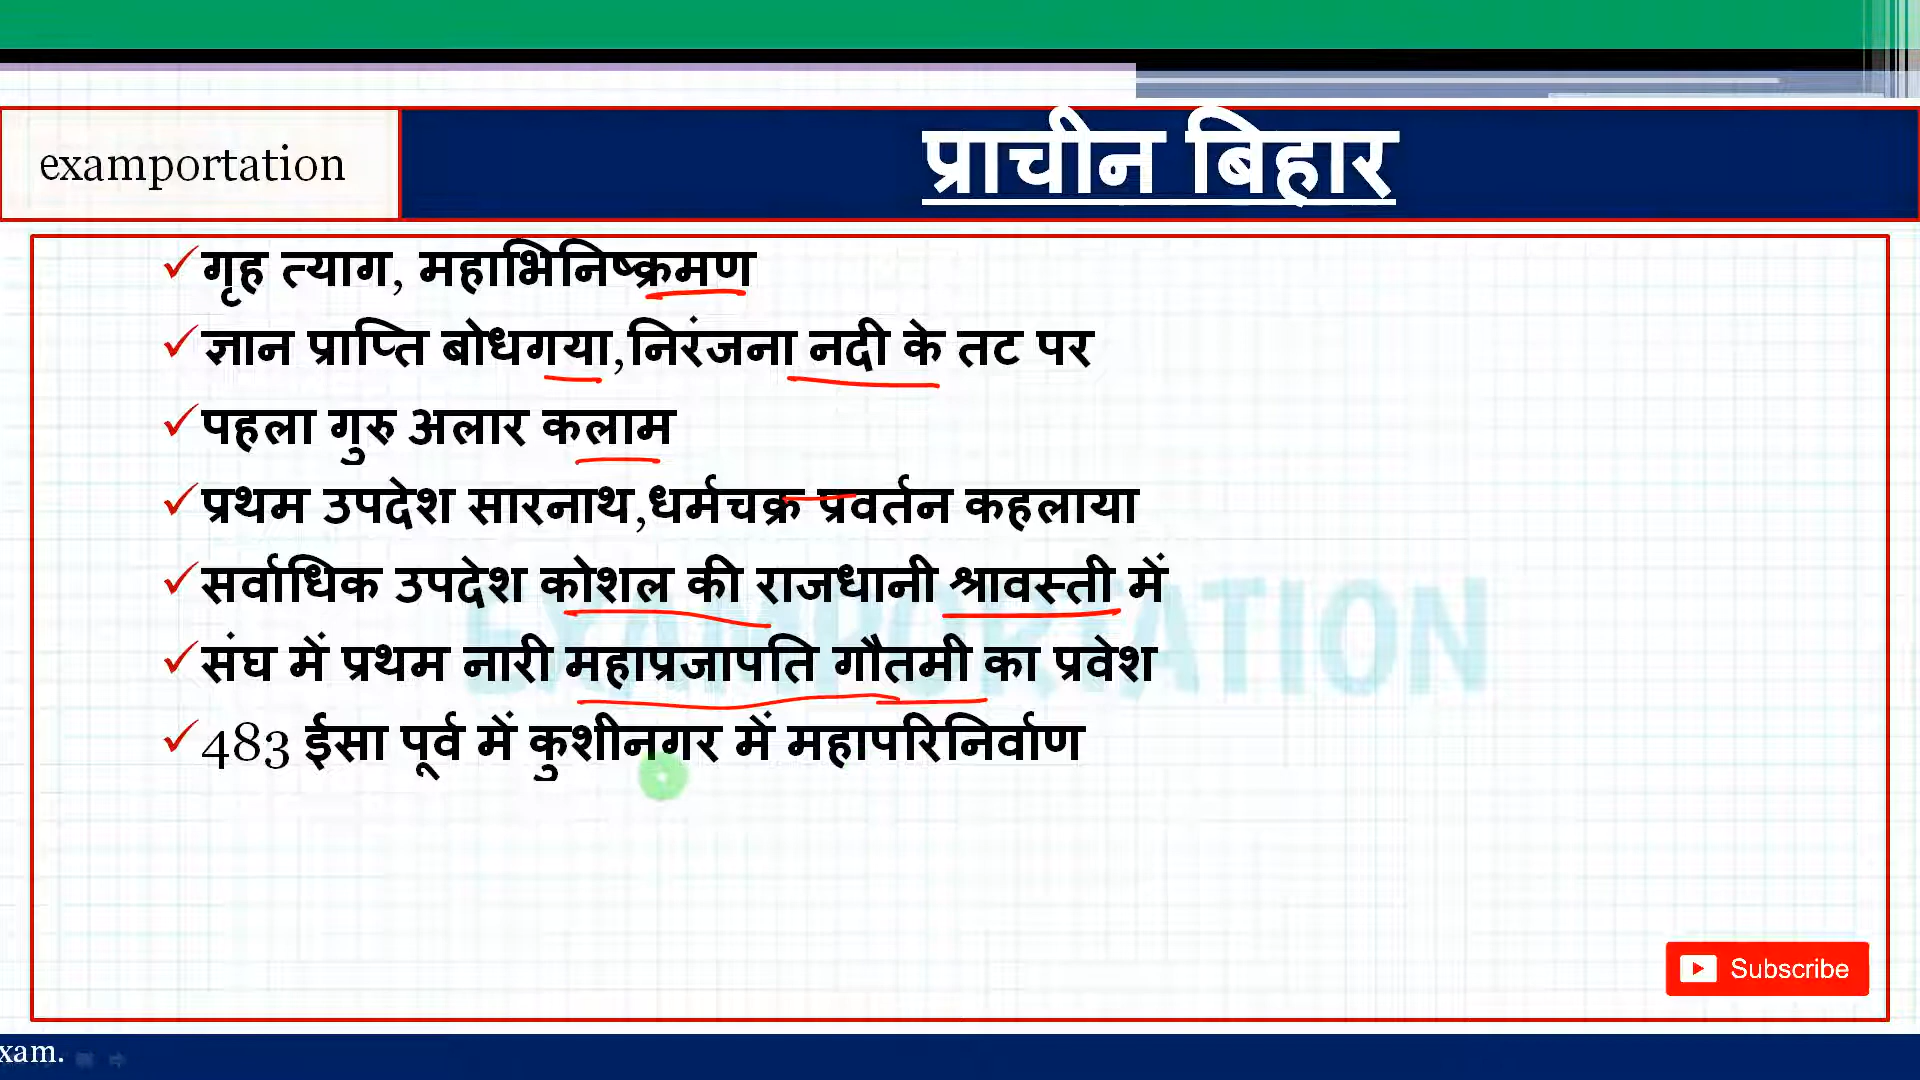 examportation
प्राचीन बिहार
गृह त्याग, महाभिनिष्क्रमण
ज्ञान प्राप्ति बोधगया,निरंजना नदी के तट पर
पहला गुरु अलार कलाम
प्रथम उपदेश सारनाथ,धर्मचक्र प्रवर्तन कहलाया
सर्वाधिक उपदेश कोशल की राजधानी श्रावस्ती में
संघ में प्रथम नारी महाप्रजापति गौतमी का प्रवेश
483 ईसा पूर्व में कुशीनगर में महापरिनिर्वाण
EXAMPORTATION
Subscribe
xam.